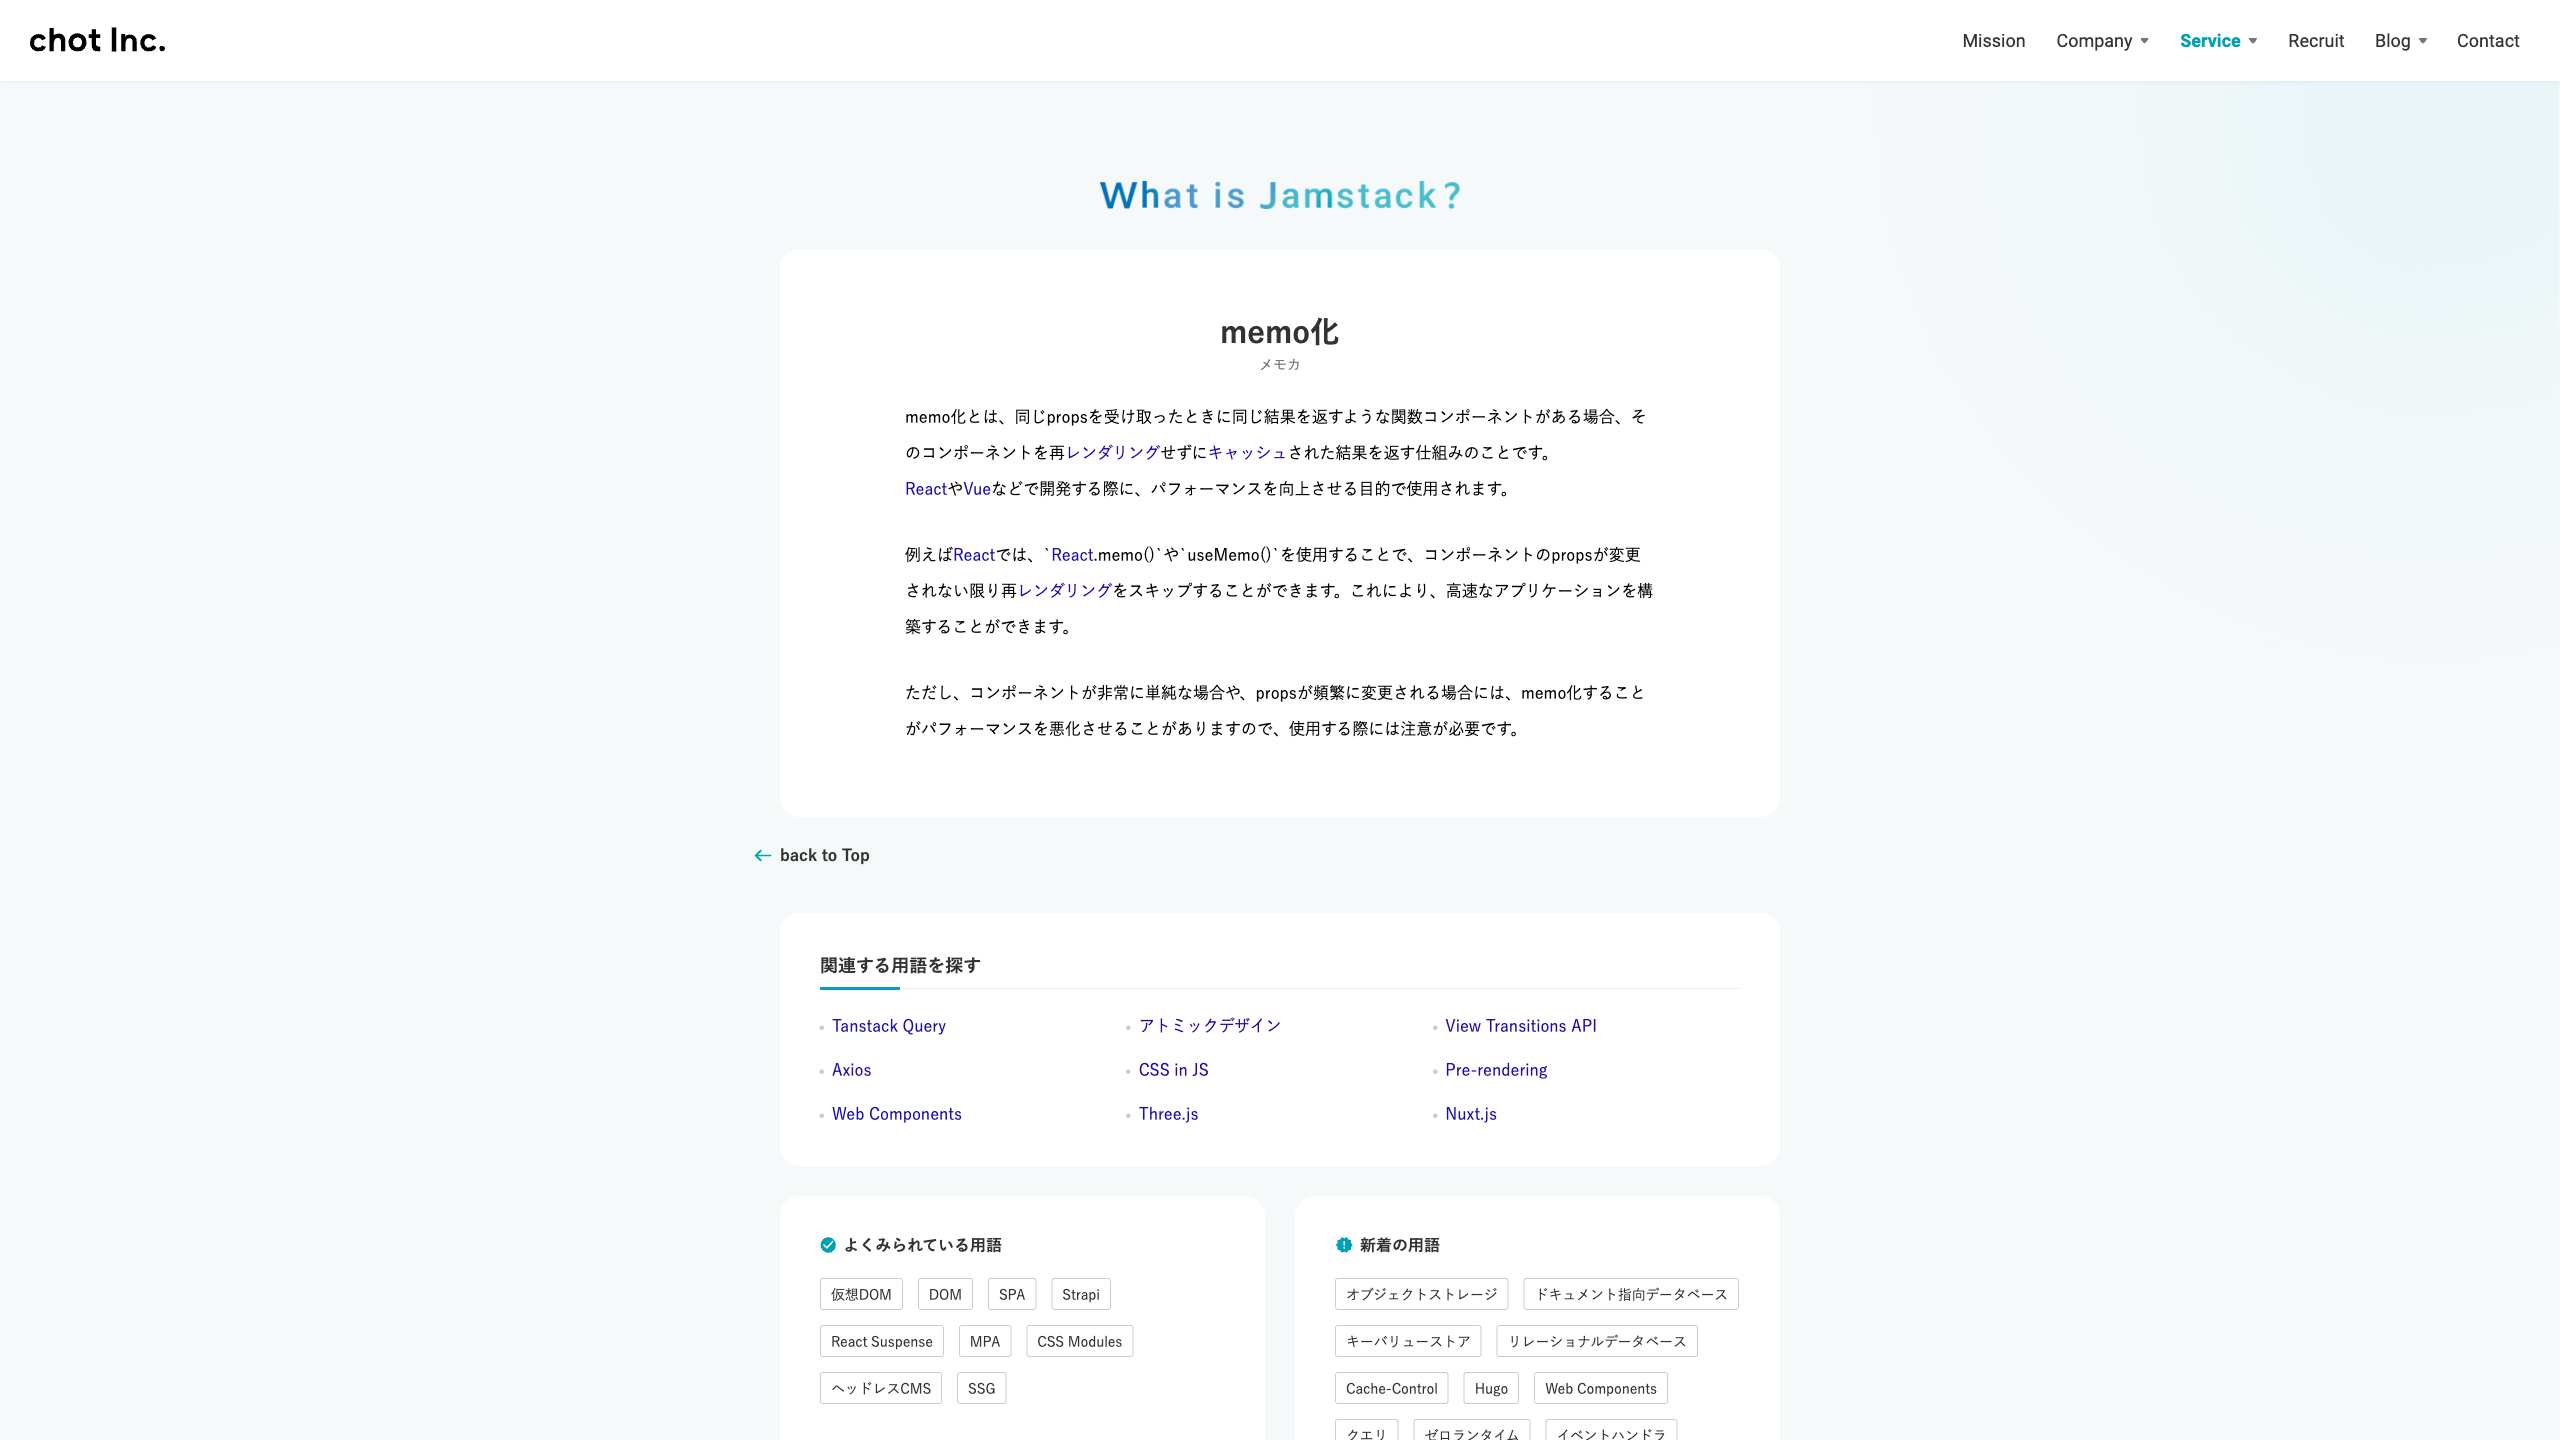 chot Inc.
Mission Company Service Recruit Blog Contact
What is Jamstack?
memo化
メモカ
memo化とは、同じpropsを受け取ったときに同じ結果を返すような関数コンポーネントがある場合、そ
のコンポーネントを再レンダリングせずにキャッシュされた結果を返す仕組みのことです。
ReactやVueなどで開発する際に、パフォーマンスを向上させる目的で使用されます。
例えばReactでは、`React.memo()`や`useMemo()`を使用することで、コンポーネントのpropsが変更
されない限り再レンダリングをスキップすることができます。これにより、高速なアプリケーションを構
築することができます。
ただし、コンポーネントが非常に単純な場合や、propsが頻繁に変更される場合には、memo化すること
がパフォーマンスを悪化させることがありますので、使用する際には注意が必要です。
back to Top
関連する用語を探す
Tanstack Query アトミックデザイン View Transitions API
Axios CSS in JS Pre-rendering
Web Components Three.js Nuxt.js
よくみられている用語
仮想DOM DOM SPA Strapi
React Suspense MPA CSS Modules
ヘッドレスCMS SSG
新着の用語
オブジェクトストレージ ドキュメント指向データベース
キーバリューストア リレーショナルデータベース
Cache-Control Hugo Web Components
クエリ ゼロランタイム イベントハンドラ